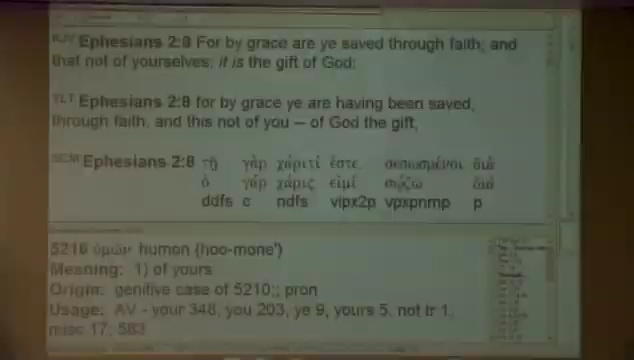 KJV Ephesians 2:8 For by grace are ye saved through faith; and
that not of yourselves: it is the gift of God:
YLT Ephesians 2:8 for by grace ye are having been saved,
through faith, and this not of you — of God the gift,
Ephesians 2:8 τῇ γὰρ χάριτί ἐστε σεσωσμένοι διὰ
ὁ γάρ χάρις εἰμί σῴζω διά
ddfs c ndfs vipx2p vpxpnmp p
5216 ὑμῶν humon (hoo-mone')
Meaning: 1) of yours
Origin: genitive case of 5210;; pron
Usage: AV - your 348, you 203, ye 9, yours 5, not tr 1,
misc 17; 583